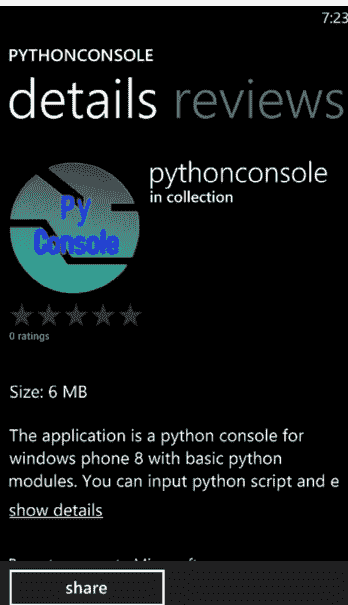 7:23
PYTHONCONSOLE
details reviews
pythonconsole
in collection
Py
Console
0 ratings
Size: 6 MB
The application is a python console for
windows phone 8 with basic python
modules. You can input python script and e
show details
share